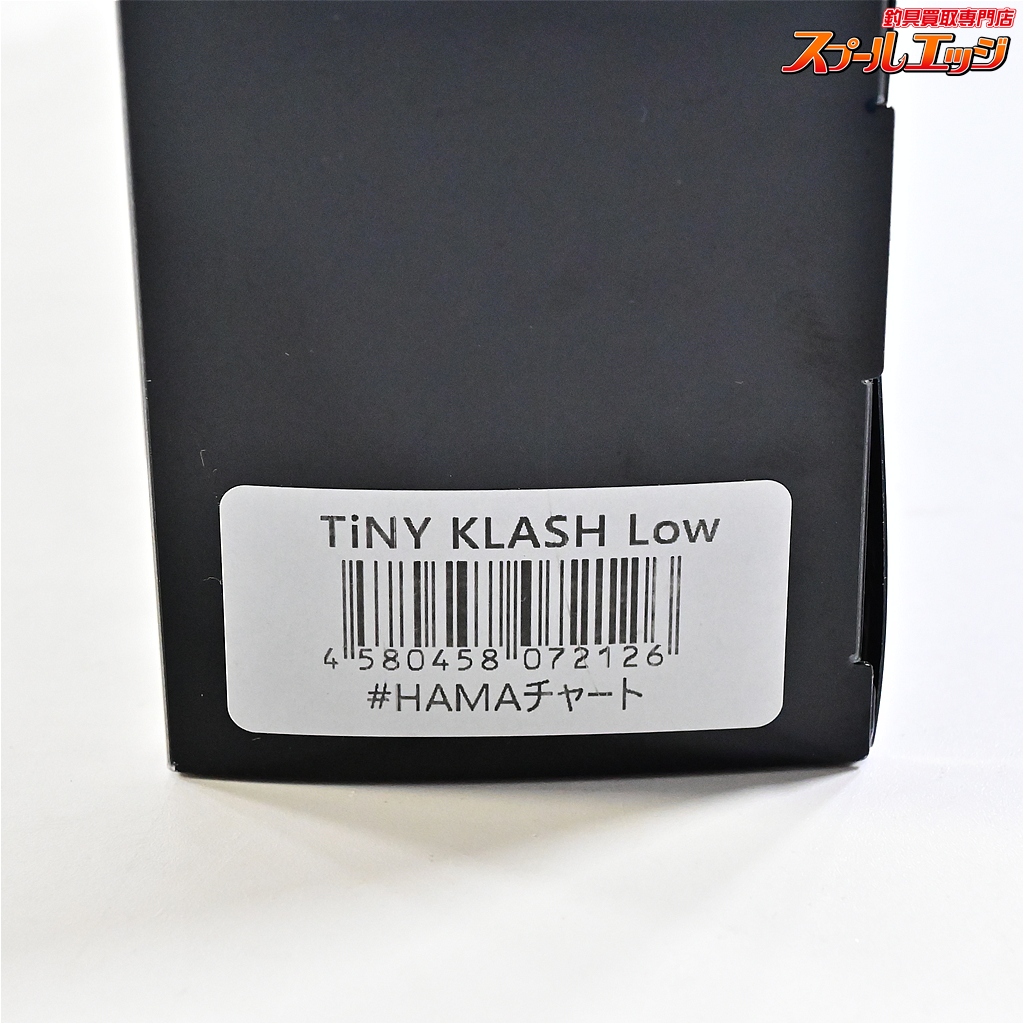 釣具買取専門店
スプールエッジ
TiNY KLASH Low
4 580458 072126
#HAMAチャート